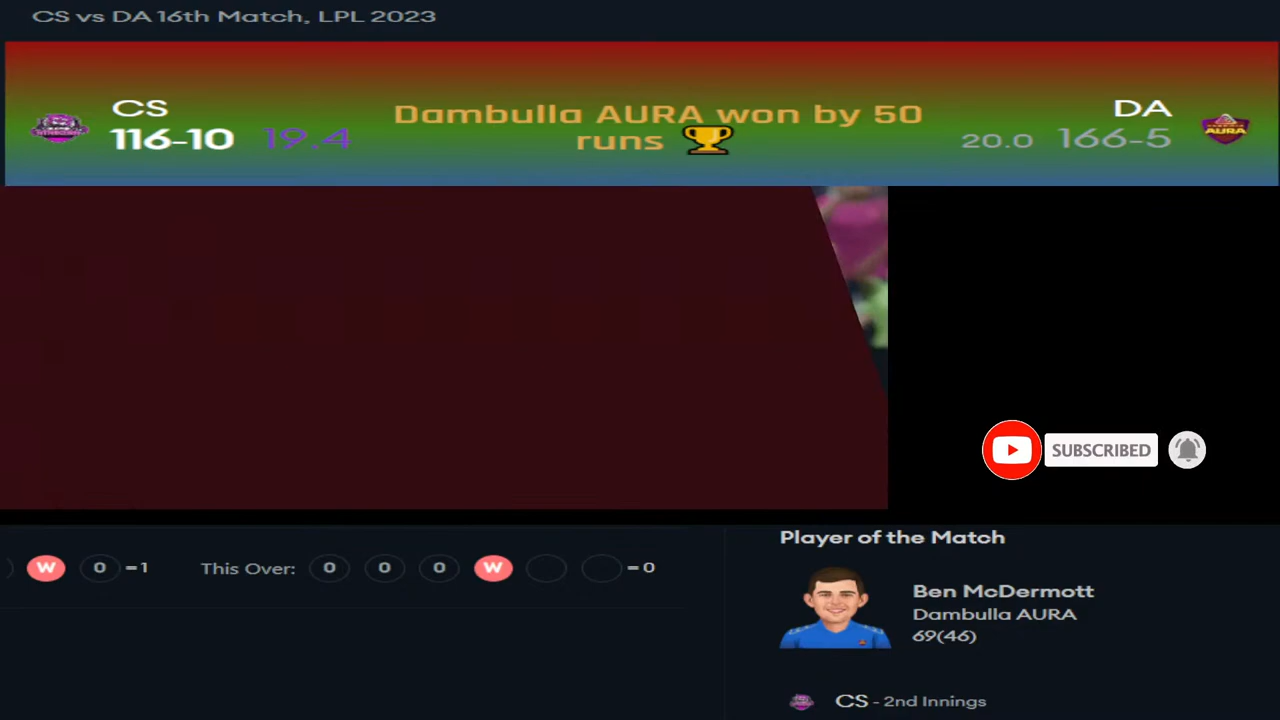 CS vs DA 16th Match, LPL 2023
CS
116-10 19.4
Dambulla AURA won by 50
runs
DA
20.0 166-5
AURA
SUBSCRIBED
W 0 =1 This Over: 0 0 0 W =0
Player of the Match
Ben McDermott
Dambulla AURA
69(46)
CS - 2nd Innings